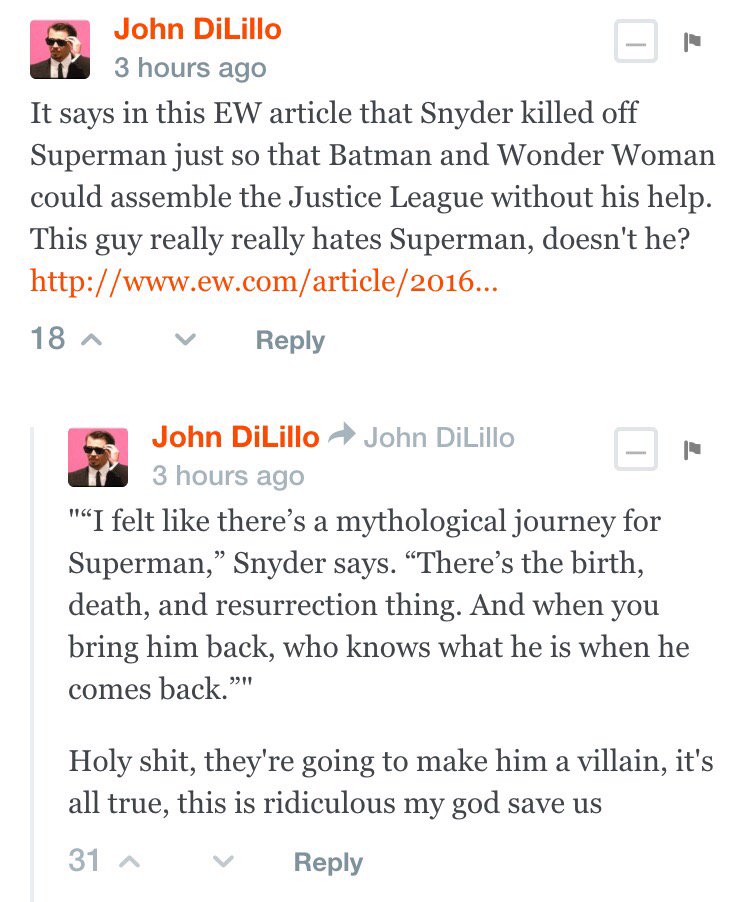 John DiLillo
3 hours ago
It says in this EW article that Snyder killed off
Superman just so that Batman and Wonder Woman
could assemble the Justice League without his help.
This guy really really hates Superman, doesn't he?
http://www.ew.com/article/2016...
18 Reply
John DiLillo John DiLillo
3 hours ago
"“I felt like there’s a mythological journey for
Superman,” Snyder says. “There’s the birth,
death, and resurrection thing. And when you
bring him back, who knows what he is when he
comes back.”"
Holy shit, they're going to make him a villain, it's
all true, this is ridiculous my god save us
31 Reply